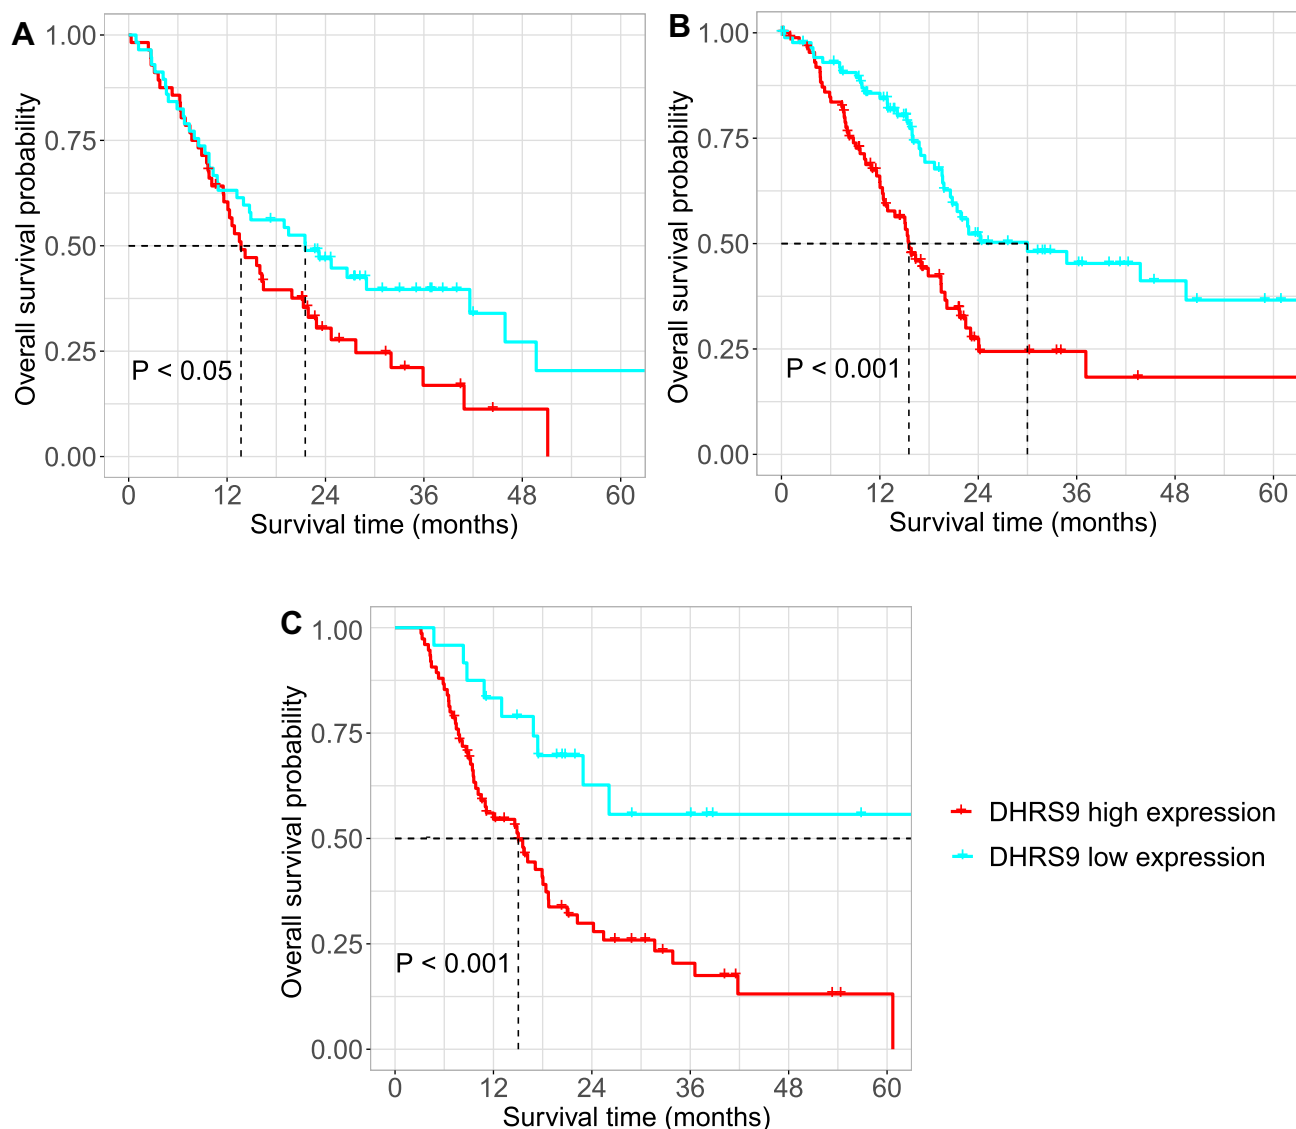 A
Overall survival probability
1.00
0.75
0.50
0.25
0.00
P < 0.05
0 12 24 36 48 60
Survival time (months)
B
Overall survival probability
1.00
0.75
0.50
0.25
0.00
P < 0.001
0 12 24 36 48 60
Survival time (months)
C
Overall survival probability
1.00
0.75
0.50
0.25
0.00
P < 0.001
0 12 24 36 48 60
Survival time (months)
DHRS9 high expression
DHRS9 low expression